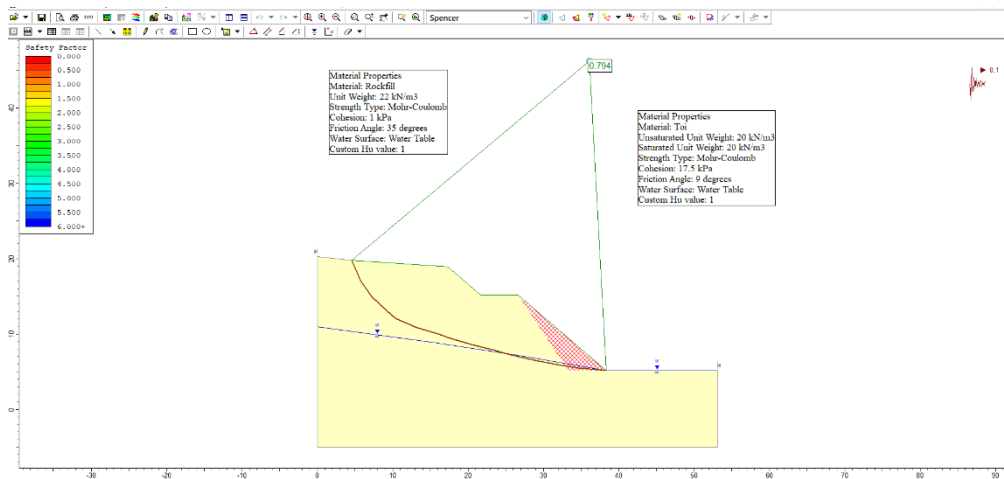 Spencer
Safety Factor
0.000
0.500
1.000
1.500
2.000
2.500
3.000
3.500
4.000
4.500
5.000
5.500
6.000+
Material Properties
Material: Rockfill
Unit Weight: 22 kN/m3
Strength Type: Mohr-Coulomb
Cohesion: 1 kPa
Friction Angle: 35 degrees
Water Surface: Water Table
Custom Hu value: 1
0.794
Material Properties
Material: Toi
Unsaturated Unit Weight: 20 kN/m3
Saturated Unit Weight: 20 kN/m3
Strength Type: Mohr-Coulomb
Cohesion: 17.5 kPa
Friction Angle: 9 degrees
Water Surface: Water Table
Custom Hu value: 1
0.1
40
30
20
10
0
W
W
W
W
-30 -20 -10 0 10 20 30 40 50 60 70 80 90